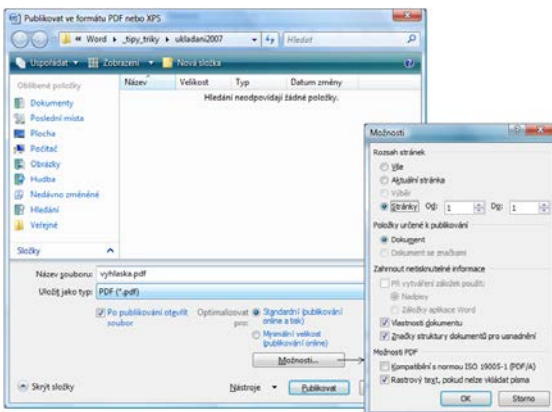 Publikovat ve formátu PDF nebo XPS
« Word ▸ _tipy_triky ▸ ukladani2007
Hledat
Uspořádat
Zobrazení
Nová složka
Oblíbené položky
Dokumenty
Poslední místa
Plocha
Počítač
Obrázky
Hudba
Nedávno změněné
Hledání
Veřejné
Složky
Název
Velikost
Typ
Datum změny
Hledání neodpovídají žádné položky.
Název souboru: vyhlaska.pdf
Uložit jako typ: PDF (*.pdf)
Po publikování otevřít soubor
Optimalizovat pro:
Standardní (publikování online a tisk)
Minimální velikost (publikování online)
Možnosti...
Skrýt složky
Nástroje
Publikovat
Možnosti
Rozsah stránek
Vše
Aktuální stránka
Výběr
Stránky Od: 1 Do: 1
Položky určené k publikování
Dokument
Dokument se značkami
Zahrnout netisknutelné informace
Při vytváření záložek použít:
Nadpisy
Záložky aplikace Word
Vlastnosti dokumentu
Značky struktury dokumentů pro usnadnění
Možnosti PDF
Kompatibilní s normou ISO 19005-1 (PDF/A)
Rastrový text, pokud nelze vkládat písma
OK
Storno